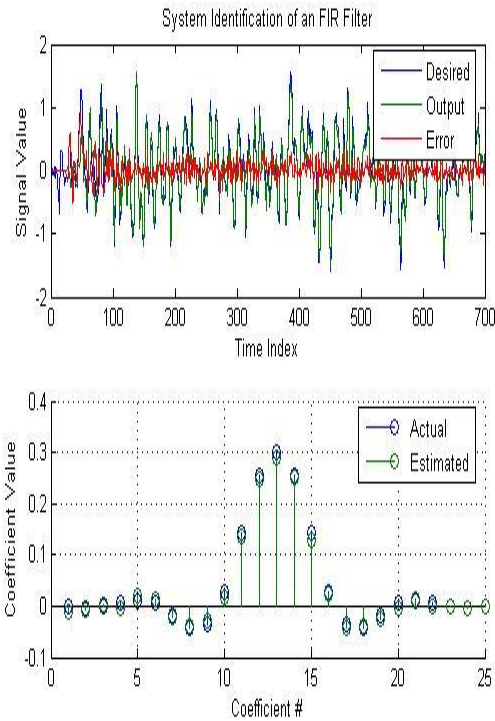 System Identification of an FIR Filter
2
1
0
-1
-2
Signal Value
Desired
Output
Error
0 100 200 300 400 500 600 700
Time Index
0.4
0.3
0.2
0.1
0
-0.1
Coefficient Value
Actual
Estimated
0 5 10 15 20 25
Coefficient #